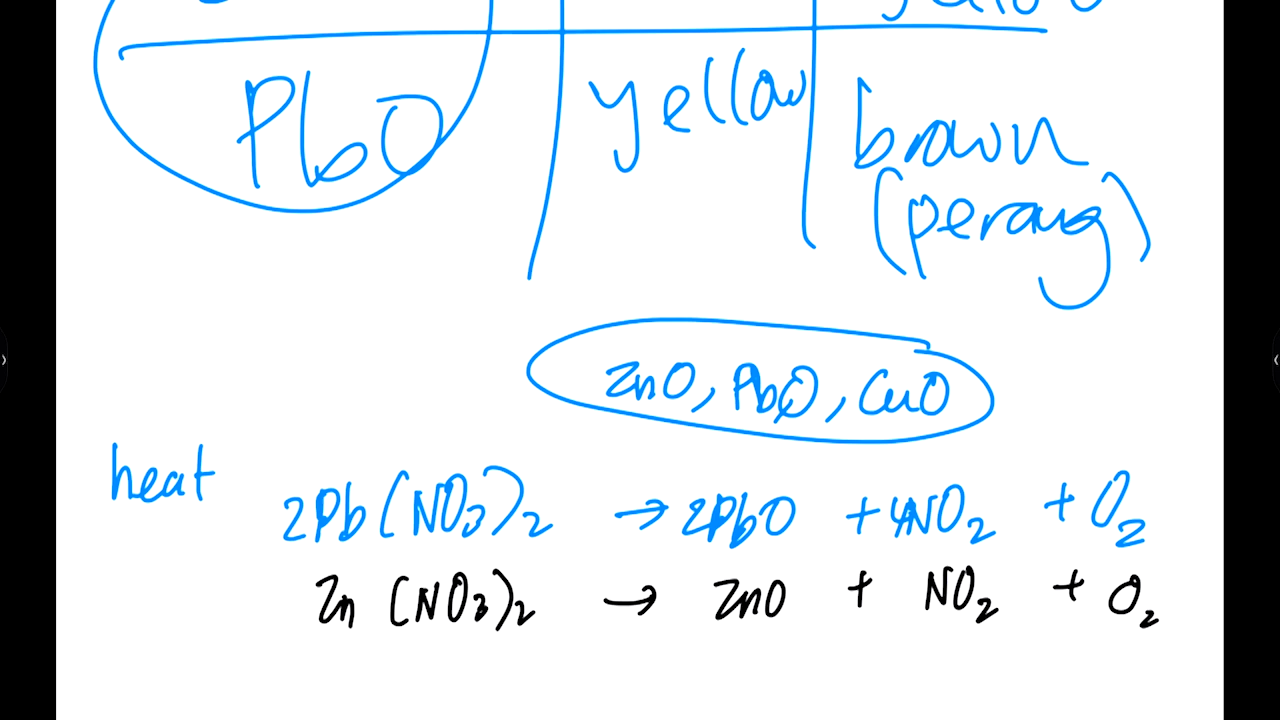 PbO yellow brown
(perang)
ZnO, PbO, CuO
heat
2Pb(NO₃)₂ → 2PbO + 4NO₂ + O₂
Zn(NO₃)₂ → ZnO + NO₂ + O₂